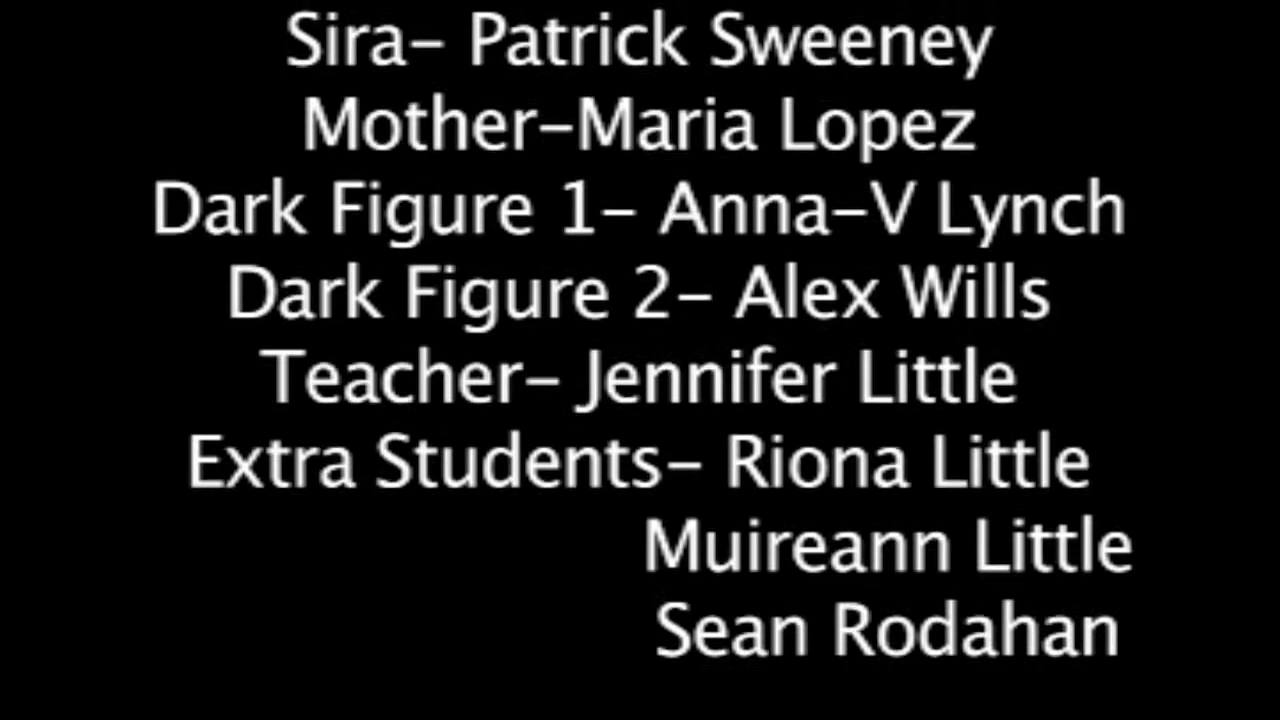 Sira- Patrick Sweeney
Mother-Maria Lopez
Dark Figure 1- Anna-V Lynch
Dark Figure 2- Alex Wills
Teacher- Jennifer Little
Extra Students- Riona Little
Muireann Little
Sean Rodahan